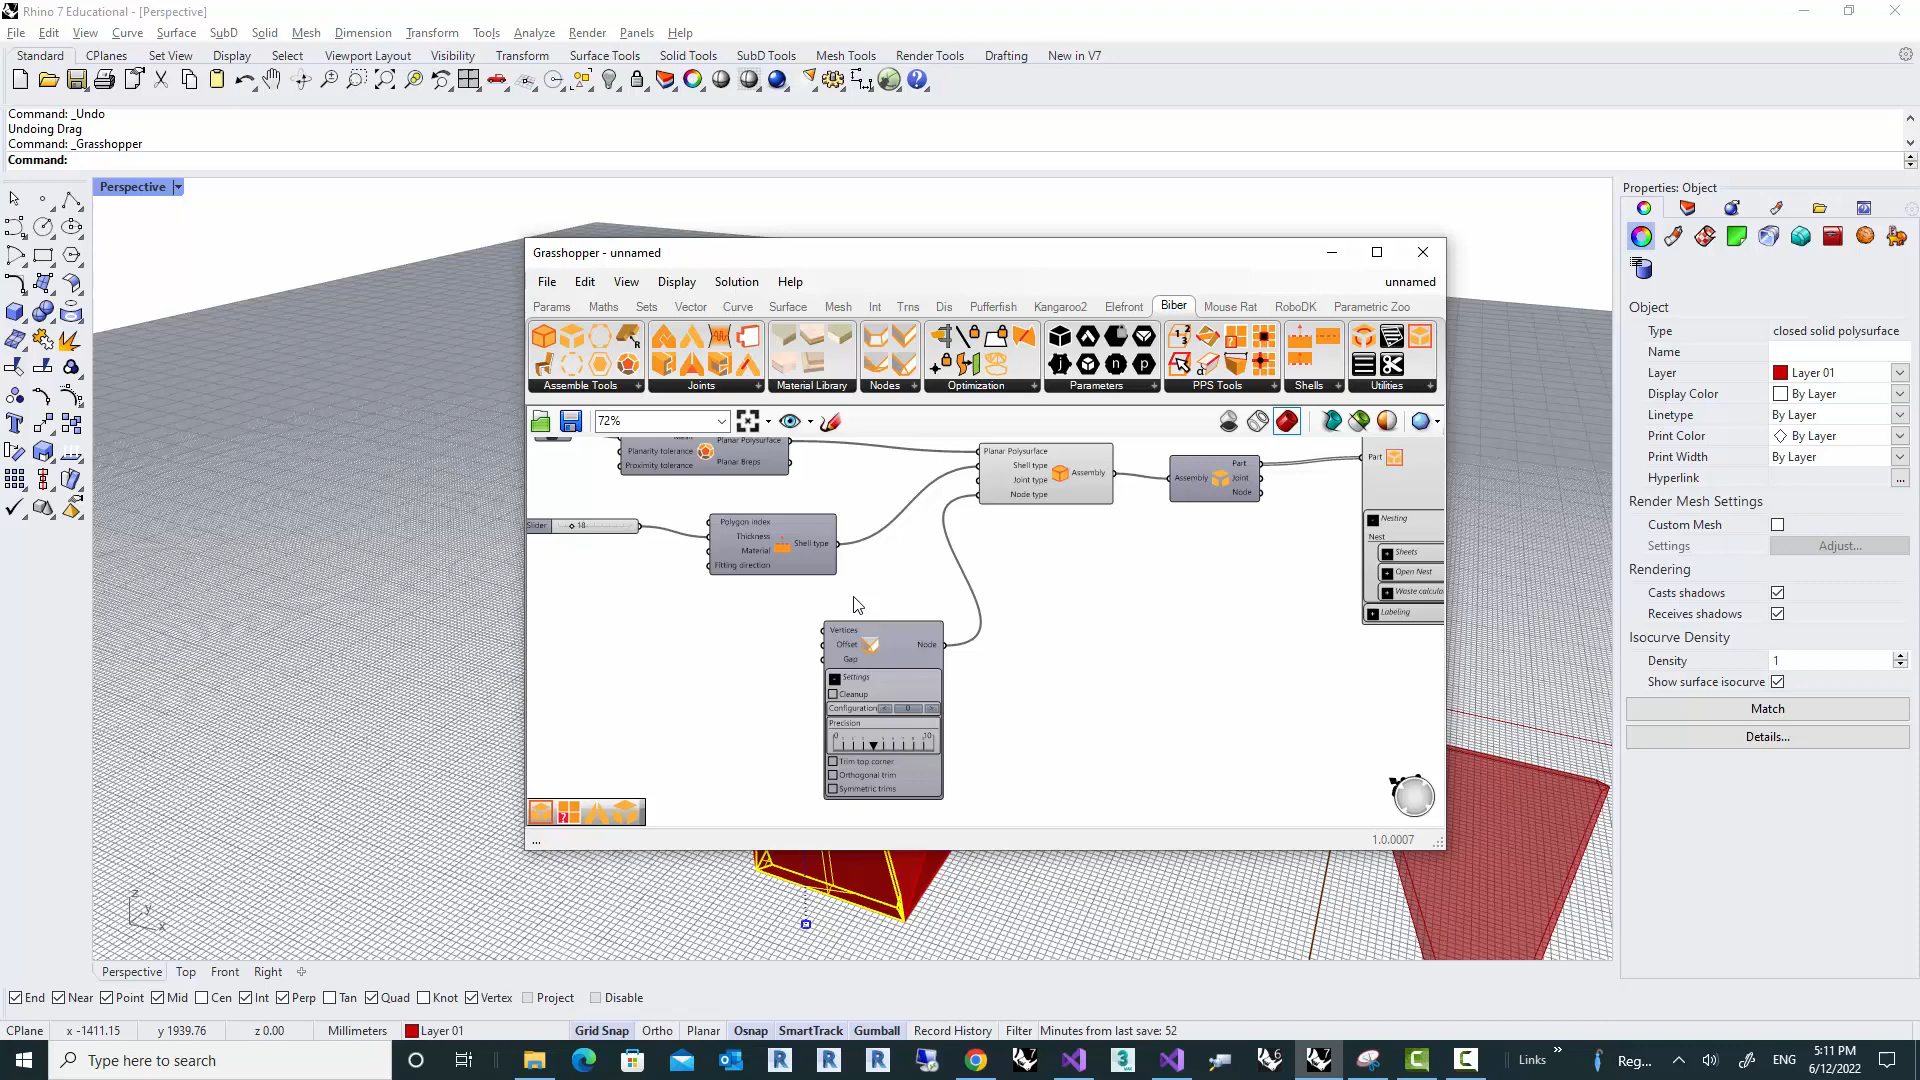 Rhino 7 Educational - [Perspective]
File Edit View Curve Surface SubD Solid Mesh Dimension Transform Tools Analyze Render Panels Help
Standard CPlanes Set View Display Select Viewport Layout Visibility Transform Curve Tools Surface Tools Solid Tools SubD Tools Mesh Tools Render Tools Drafting New in V7
Command: _Undo
Undoing Drag
Command: _Grasshopper
Command:
Perspective
Grasshopper - unnamed
File Edit View Display Solution Help unnamed
Params Maths Sets Vector Curve Surface Mesh Int Trns Dis Pufferfish Kangaroo2 Elefront Biber Mouse Rat RoboDK Parametric Zoo
Assemble Tools Joints Material Library Nodes Optimization Parameters PPS Tools Shells Utilities
72%
Planarity tolerance
Proximity tolerance
Planar Polysurface
Planar Breps
Planar Polysurface
Shell type
Joint type
Node type
Assembly
Assembly
Part
Joint
Node
Part
Nesting
Nest
Sheets
Open Nest
Waste calcula
Labeling
Slider 18
Polygon index
Thickness
Material
Fitting direction
Shell type
Vertices
Offset
Gap
Node
Settings
Cleanup
Configuration < 0 >
Precision
0 10
Trim top corner
Orthogonal trim
Symmetric trims
... 1.0.0007
Properties: Object
Object
Type closed solid polysurface
Name
Layer Layer 01
Display Color By Layer
Linetype By Layer
Print Color By Layer
Print Width By Layer
Hyperlink ...
Render Mesh Settings
Custom Mesh
Settings Adjust...
Rendering
Casts shadows
Receives shadows
Isocurve Density
Density 1
Show surface isocurve
Match
Details...
z
y
x
Perspective Top Front Right
End Near Point Mid Cen Int Perp Tan Quad Knot Vertex Project Disable
CPlane x -1411.15 y 1939.76 z 0.00 Millimeters Layer 01 Grid Snap Ortho Planar Osnap SmartTrack Gumball Record History Filter Minutes from last save: 52
Type here to search
Links
Reg...
ENG
5:11 PM
6/12/2022